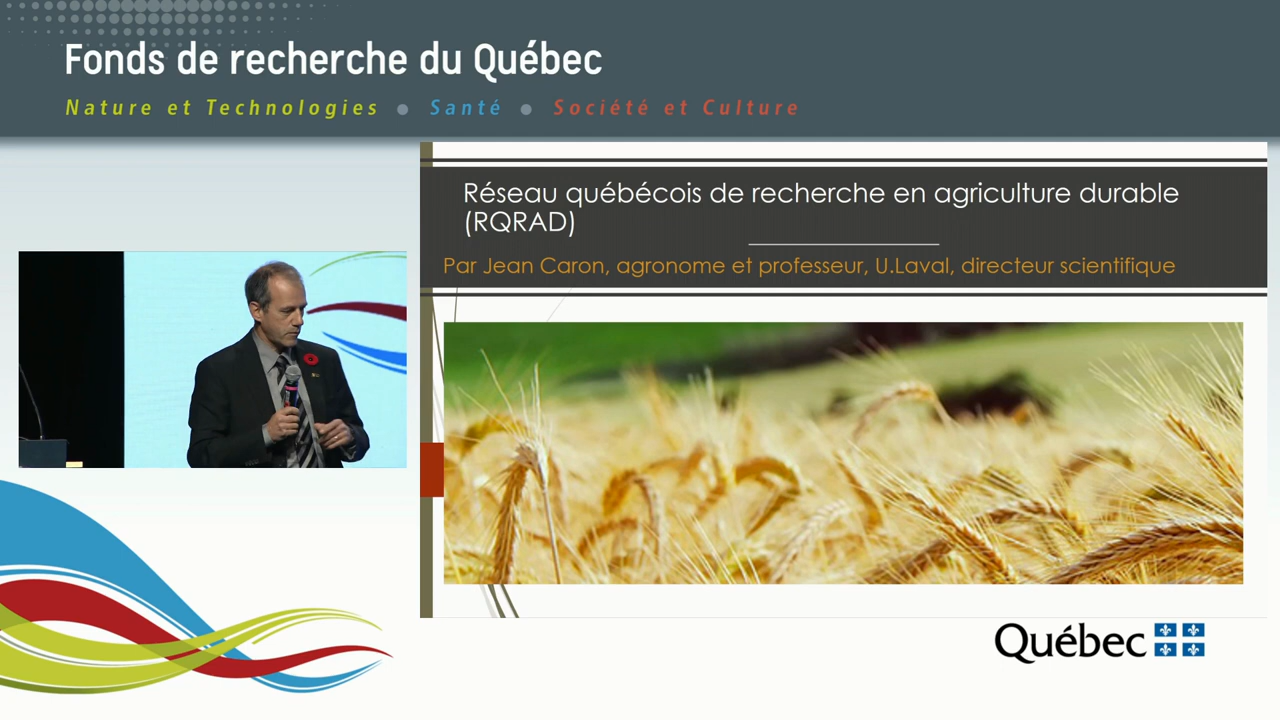 Fonds de recherche du Québec
Nature et Technologies ● Santé ● Société et Culture
Réseau québécois de recherche en agriculture durable
(RQRAD)
Par Jean Caron, agronome et professeur, U.Laval, directeur scientifique
Québec